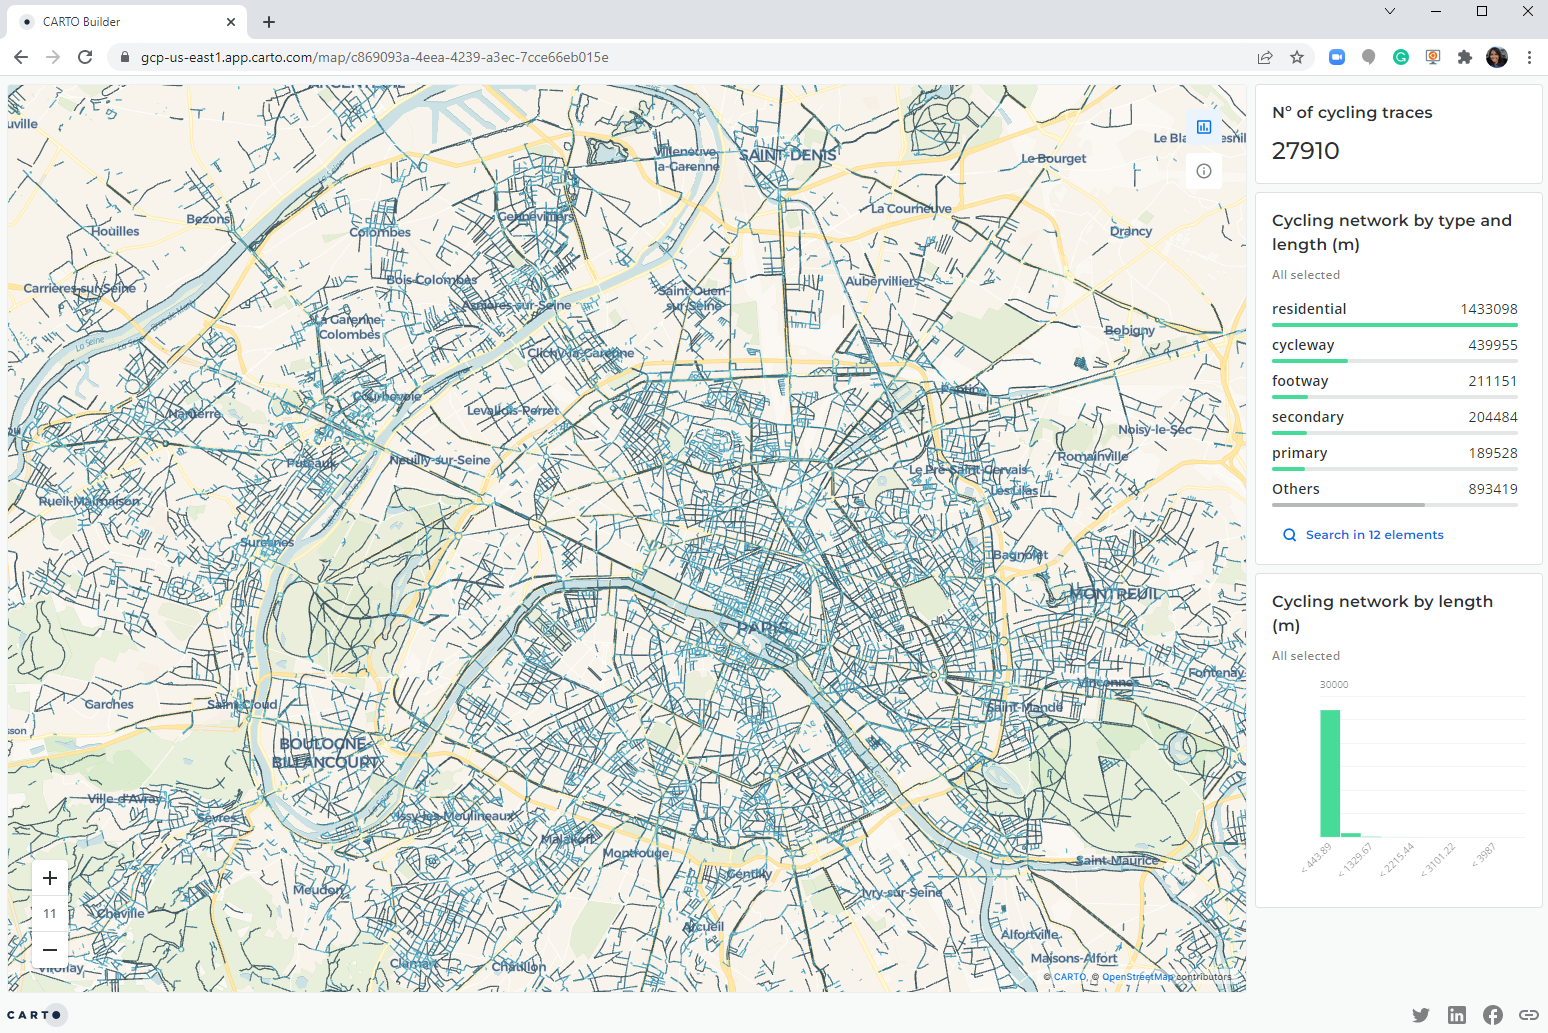 CARTO Builder
gcp-us-east1.app.carto.com/map/c869093a-4eea-4239-a3ec-7cce66eb015e
ARGENTEUIL
uville
Villeneuve-
la-Garenne
SAINT-DENIS
Le Bourget
Le Bla esnil
Bezons
Houilles
Colombes
Gennevilliers
La Courneuve
Drancy
Carrières-sur-Seine
Bois-Colombes
Asnières-sur-Seine
Saint-Ouen-
sur-Seine
Aubervilliers
Bobigny
La Seine
La Garenne-
Colombes
Clichy-la-Garenne
Pantin
Courbevoie
Levallois-Perret
Nanterre
Noisy-le-Sec
Romainville
Puteaux
Neuilly-sur-Seine
Le Pré-Saint-Gervais
Les Lilas
Rueil-Malmaison
Suresnes
Bagnolet
MONTREUIL
PARIS
Fontenay
Vincennes
Garches
Saint-Cloud
Saint-Mandé
sson
BOULOGNE-
BILLANCOURT
Ville-d'Avray
Sèvres
Issy-les-Moulineaux
Malakoff
Montrouge
Saint-Maurice
Gentilly
Meudon
Ivry-sur-Seine
Chaville
Arcueil
Alfortville
Maisons-Alfort
Clamart
Châtillon
Viroflay
11
© CARTO, © OpenStreetMap contributors
Nº of cycling traces
27910
Cycling network by type and
length (m)
All selected
residential 1433098
cycleway 439955
footway 211151
secondary 204484
primary 189528
Others 893419
Search in 12 elements
Cycling network by length
(m)
All selected
30000
< 443.89
< 1329.67
< 2215.44
< 3101.22
< 3987
CARTO